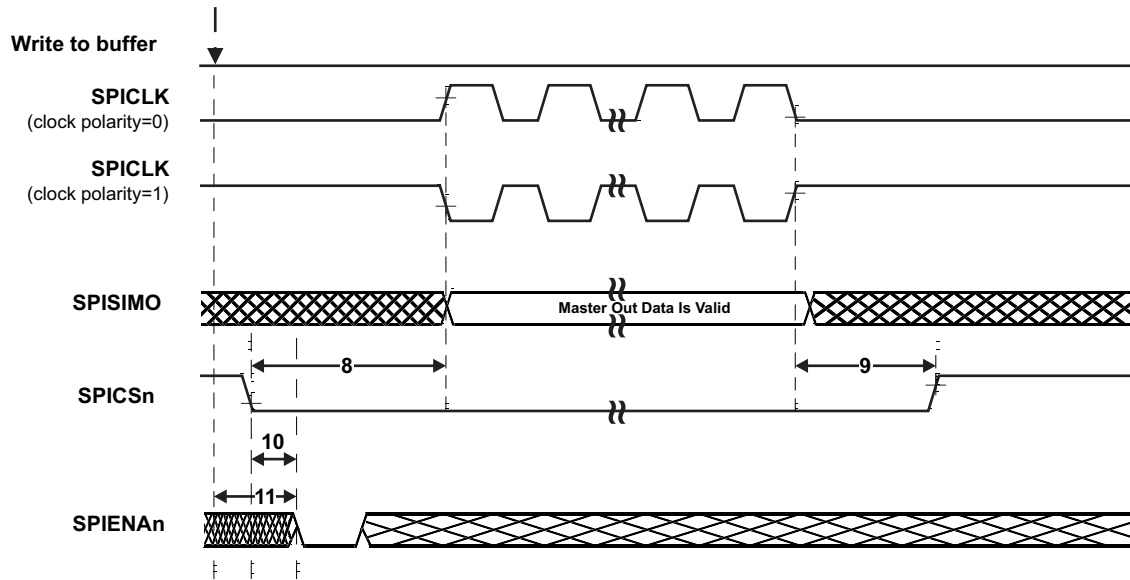 Write to buffer
SPICLK
(clock polarity=0)
SPICLK
(clock polarity=1)
SPISIMO
Master Out Data Is Valid
8
9
SPICSn
10
11
SPIENAn